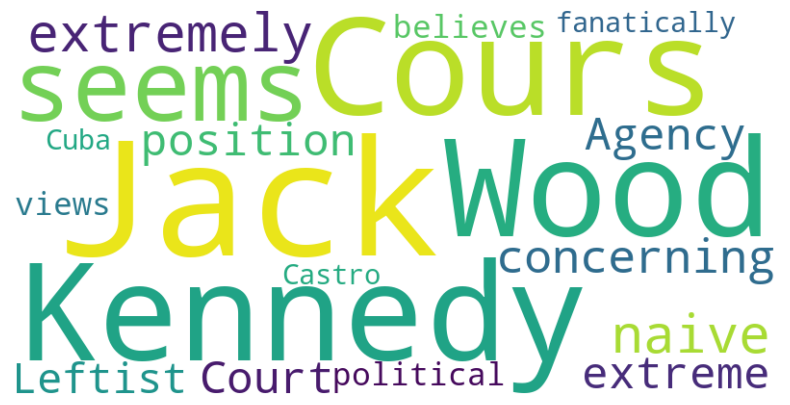 extremely
believes
fanatically
seems
Cours
Cuba
position
Agency
Jack
Wood
views
concerning
Castro
Kennedy
naive
Leftist
Court
political
extreme